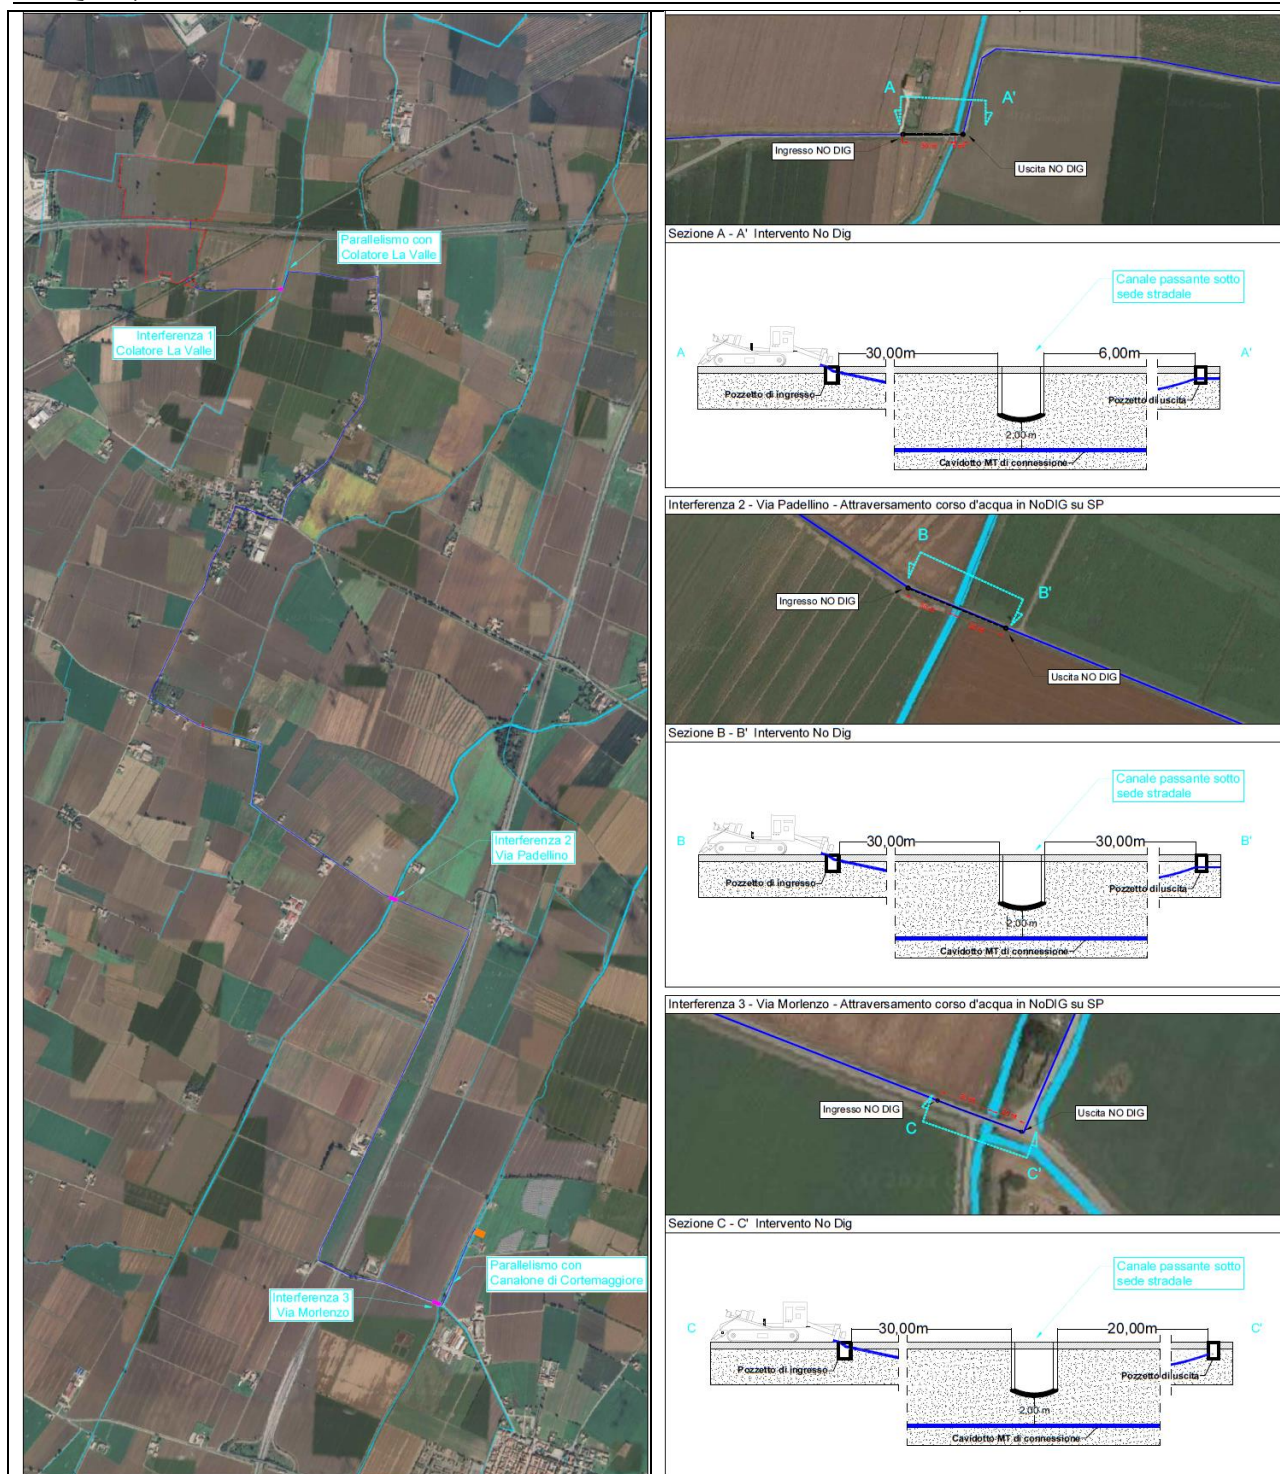 Parallelismo con
Colatore La Valle
Interferenza 1
Colatore La Valle
Interferenza 2
Via Padellino
Parallelismo con
Canalone di Cortemaggiore
Interferenza 3
Via Morlenzo
A
A'
Ingresso NO DIG
Uscita NO DIG
Sezione A - A' Intervento No Dig
Canale passante sotto
sede stradale
A
30,00m
6,00m
A'
Pozzetto di ingresso
Pozzetto di uscita
2,00 m
Cavidotto MT di connessione
Interferenza 2 - Via Padellino - Attraversamento corso d'acqua in NoDIG su SP
B
B'
Ingresso NO DIG
Uscita NO DIG
Sezione B - B' Intervento No Dig
Canale passante sotto
sede stradale
B
30,00m
30,00m
B'
Pozzetto di ingresso
Pozzetto di uscita
2,00 m
Cavidotto MT di connessione
Interferenza 3 - Via Morlenzo - Attraversamento corso d'acqua in NoDIG su SP
Ingresso NO DIG
Uscita NO DIG
C
C'
Sezione C - C' Intervento No Dig
Canale passante sotto
sede stradale
C
30,00m
20,00m
C'
Pozzetto di ingresso
Pozzetto di uscita
2,00 m
Cavidotto MT di connessione